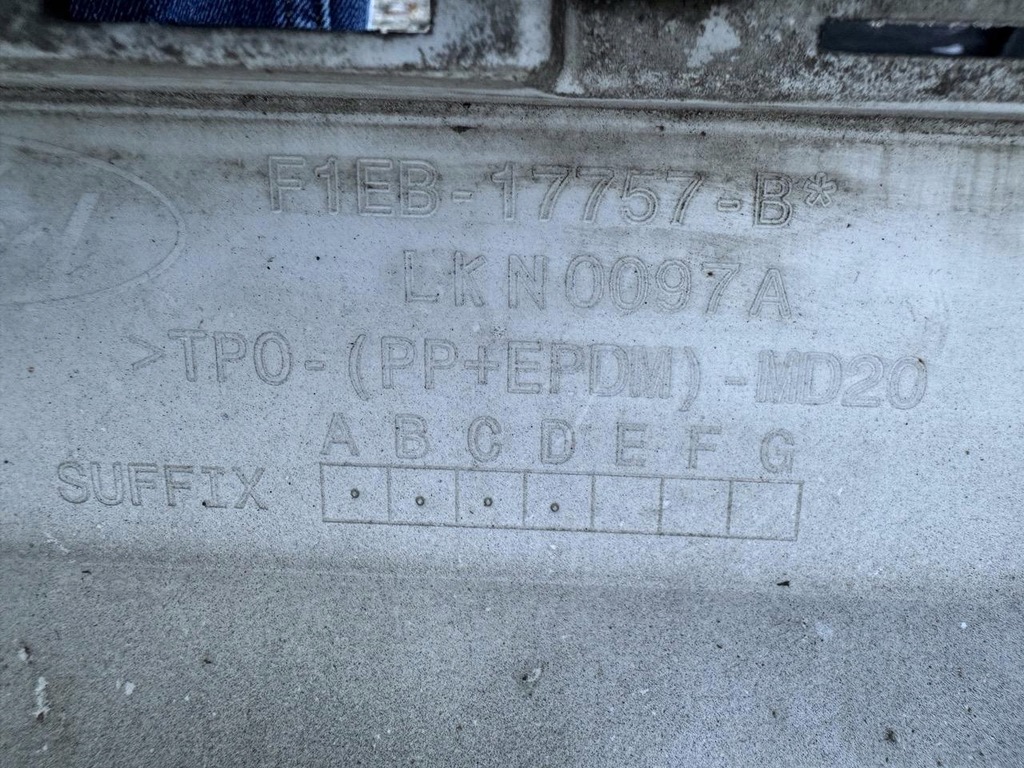 F1EB-17757-B*
LKN0097A
>TPO-(PP+EPDM)-MD20
A B C D E F G
SUFFIX